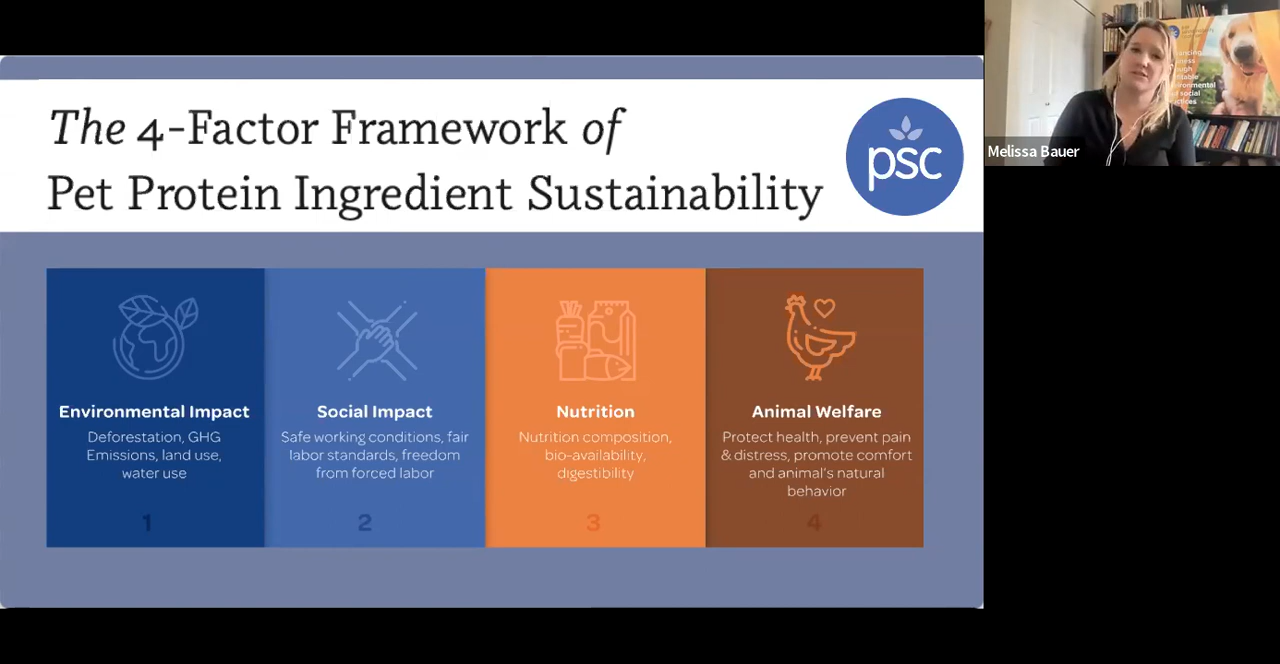 The 4-Factor Framework of
Pet Protein Ingredient Sustainability
psc
Environmental Impact
Deforestation, GHG
Emissions, land use,
water use
1
Social Impact
Safe working conditions, fair
labor standards, freedom
from forced labor
2
Nutrition
Nutrition composition,
bio-availability,
digestibility
3
Animal Welfare
Protect health, prevent pain
& distress, promote comfort
and animal's natural
behavior
4
Melissa Bauer